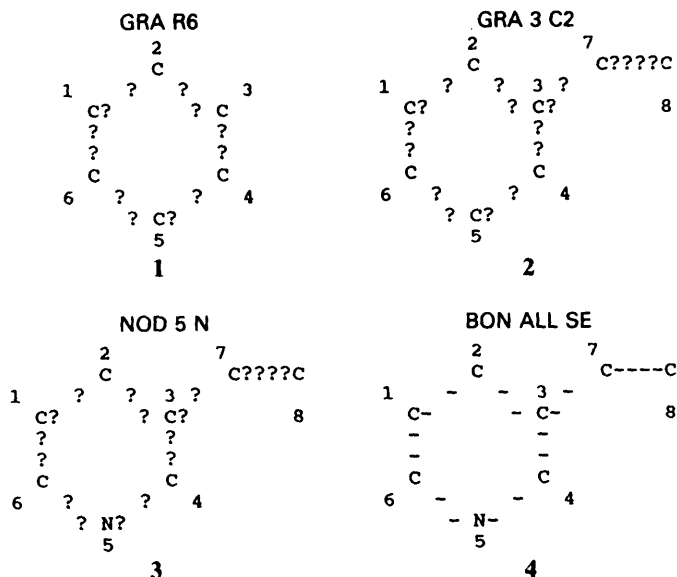 GRA R6
2
C
1 ? ? 3
C? ? C
? ?
? ?
C C
6 ? ? 4
? C?
5
1
GRA 3 C2
2 7
C C????C
1 ? ? 3 ? 8
C? ? C?
? ?
? ?
C C
6 ? ? 4
? C?
5
2
NOD 5 N
2 7
C C????C
1 ? ? 3 ? 8
C? ? C?
? ?
? ?
C C
6 ? ? 4
? N?
5
3
BON ALL SE
2 7
C C----C
1 - - 3 - 8
C- - C-
- -
- -
C C
6 - - 4
- N-
5
4